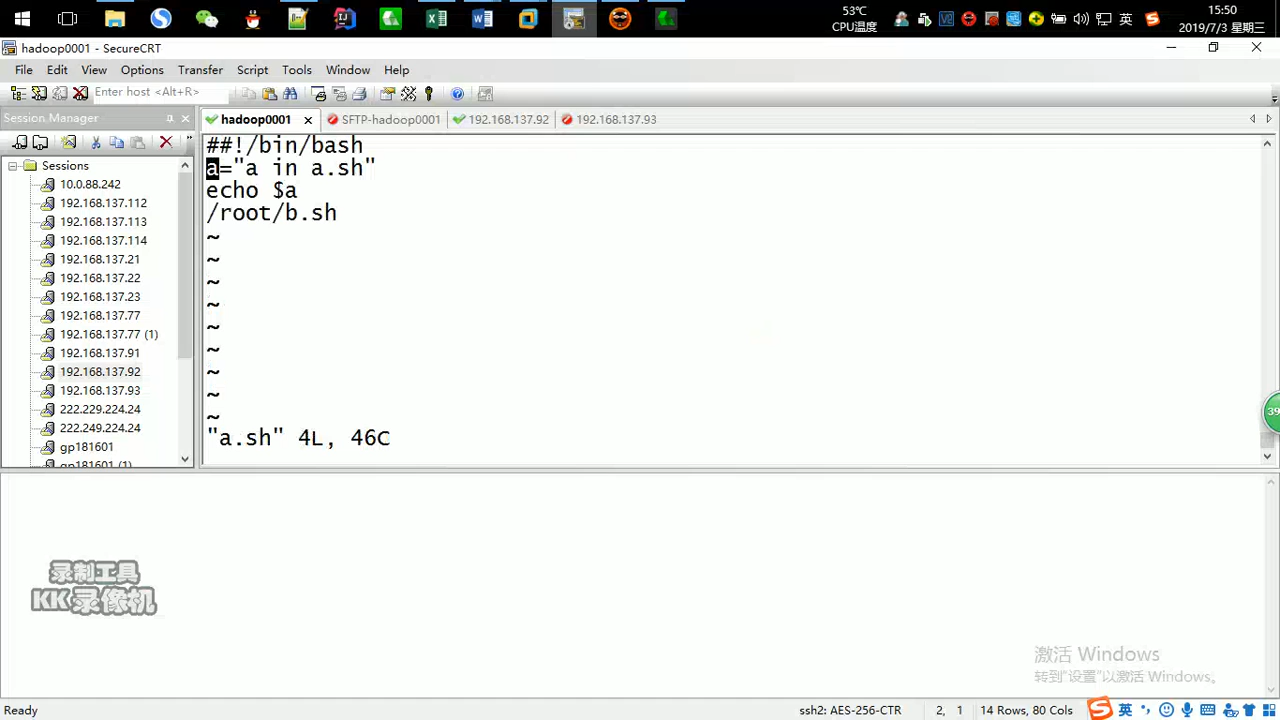 53℃
CPU温度
英
15:50
2019/7/3 星期三
hadoop0001 - SecureCRT
File Edit View Options Transfer Script Tools Window Help
Enter host <Alt+R>
Session Manager
hadoop0001
SFTP-hadoop0001
192.168.137.92
192.168.137.93
Sessions
10.0.88.242
192.168.137.112
192.168.137.113
192.168.137.114
192.168.137.21
192.168.137.22
192.168.137.23
192.168.137.77
192.168.137.77 (1)
192.168.137.91
192.168.137.92
192.168.137.93
222.229.224.24
222.249.224.24
gp181601
gp181601 (1)
##!/bin/bash
a="a in a.sh"
echo $a
/root/b.sh
~
~
~
~
~
~
~
~
~
"a.sh" 4L, 46C
39
录制工具
KK录像机
激活 Windows
转到"设置"以激活 Windows。
Ready
ssh2: AES-256-CTR
2, 1
14 Rows, 80 Cols
英